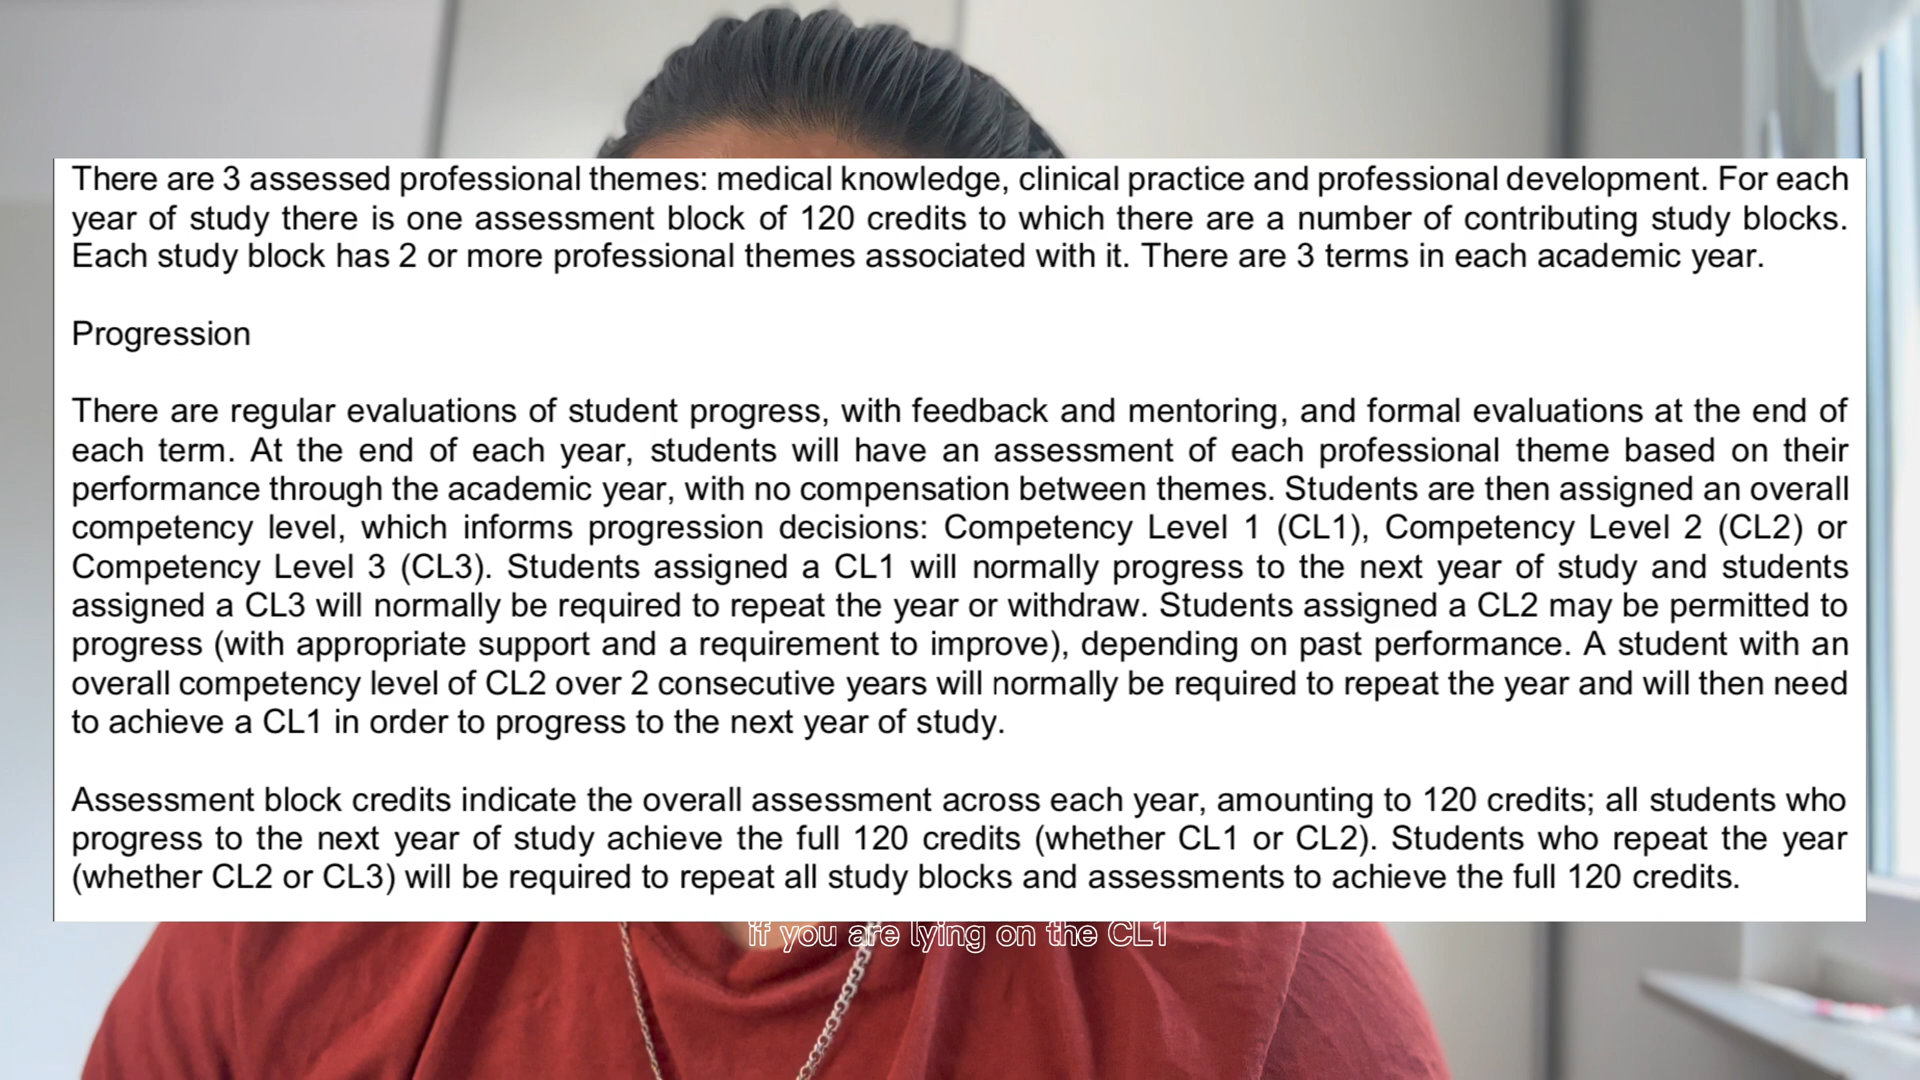 There are 3 assessed professional themes: medical knowledge, clinical practice and professional development. For each
year of study there is one assessment block of 120 credits to which there are a number of contributing study blocks.
Each study block has 2 or more professional themes associated with it. There are 3 terms in each academic year.
Progression
There are regular evaluations of student progress, with feedback and mentoring, and formal evaluations at the end of
each term. At the end of each year, students will have an assessment of each professional theme based on their
performance through the academic year, with no compensation between themes. Students are then assigned an overall
competency level, which informs progression decisions: Competency Level 1 (CL1), Competency Level 2 (CL2) or
Competency Level 3 (CL3). Students assigned a CL1 will normally progress to the next year of study and students
assigned a CL3 will normally be required to repeat the year or withdraw. Students assigned a CL2 may be permitted to
progress (with appropriate support and a requirement to improve), depending on past performance. A student with an
overall competency level of CL2 over 2 consecutive years will normally be required to repeat the year and will then need
to achieve a CL1 in order to progress to the next year of study.
Assessment block credits indicate the overall assessment across each year, amounting to 120 credits; all students who
progress to the next year of study achieve the full 120 credits (whether CL1 or CL2). Students who repeat the year
(whether CL2 or CL3) will be required to repeat all study blocks and assessments to achieve the full 120 credits.
if you are lying on the CL1